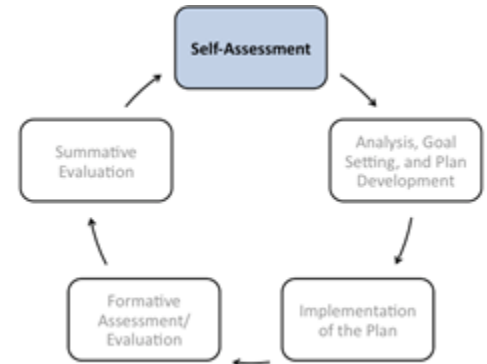 Self-Assessment
Analysis, Goal
Setting, and Plan
Development
Implementation
of the Plan
Formative
Assessment/
Evaluation
Summative
Evaluation